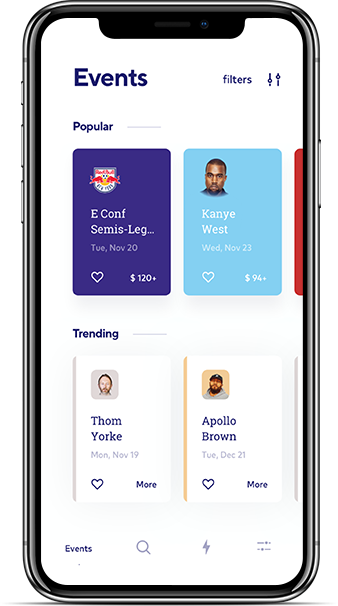 Events
filters
Popular
E Conf
Semis-Leg...
Tue, Nov 20
$ 120+
Kanye
West
Wed, Nov 23
$ 94+
Trending
Thom
Yorke
Mon, Nov 19
More
Apollo
Brown
Tue, Dec 21
More
Events